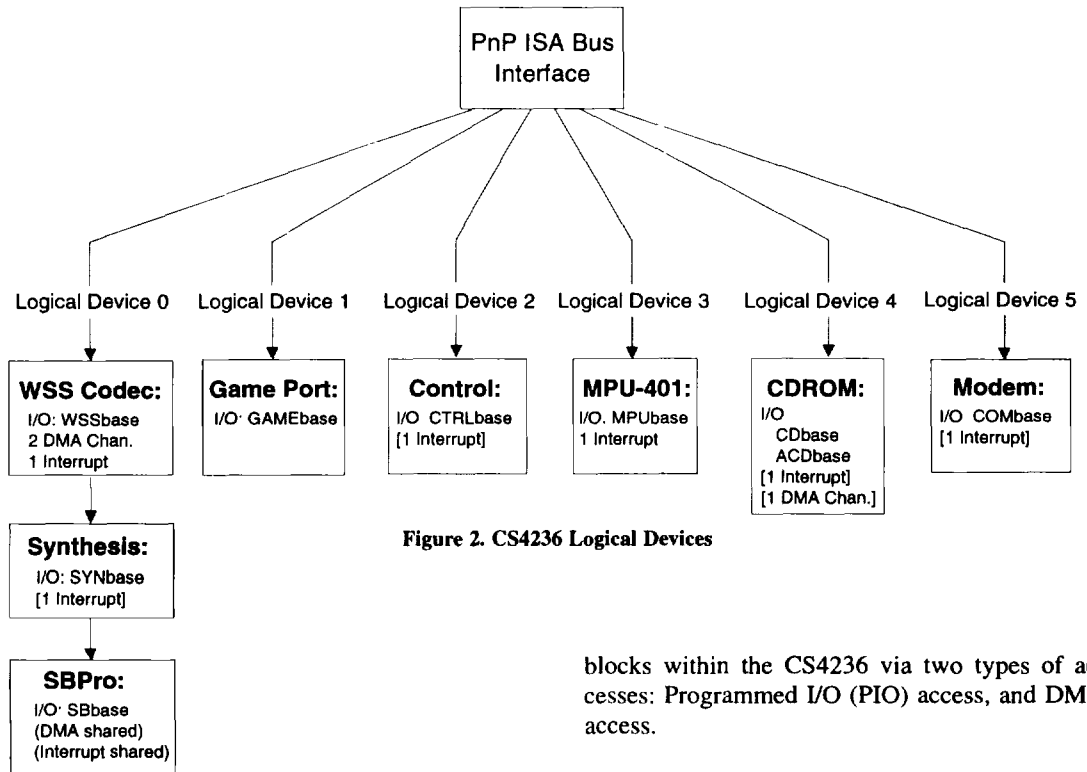 PnP ISA Bus
Interface
Logical Device 0
Logical Device 1
Logical Device 2
Logical Device 3
Logical Device 4
Logical Device 5
WSS Codec:
I/O: WSSbase
2 DMA Chan.
1 Interrupt
Game Port:
I/O· GAMEbase
Control:
I/O CTRLbase
[1 Interrupt]
MPU-401:
I/O. MPUbase
1 Interrupt
CDROM:
I/O
CDbase
ACDbase
[1 Interrupt]
[1 DMA Chan.]
Modem:
I/O COMbase
[1 Interrupt]
Synthesis:
I/O: SYNbase
[1 Interrupt]
SBPro:
I/O· SBbase
(DMA shared)
(Interrupt shared)
Figure 2. CS4236 Logical Devices
blocks within the CS4236 via two types of ac
cesses: Programmed I/O (PIO) access, and DM
access.